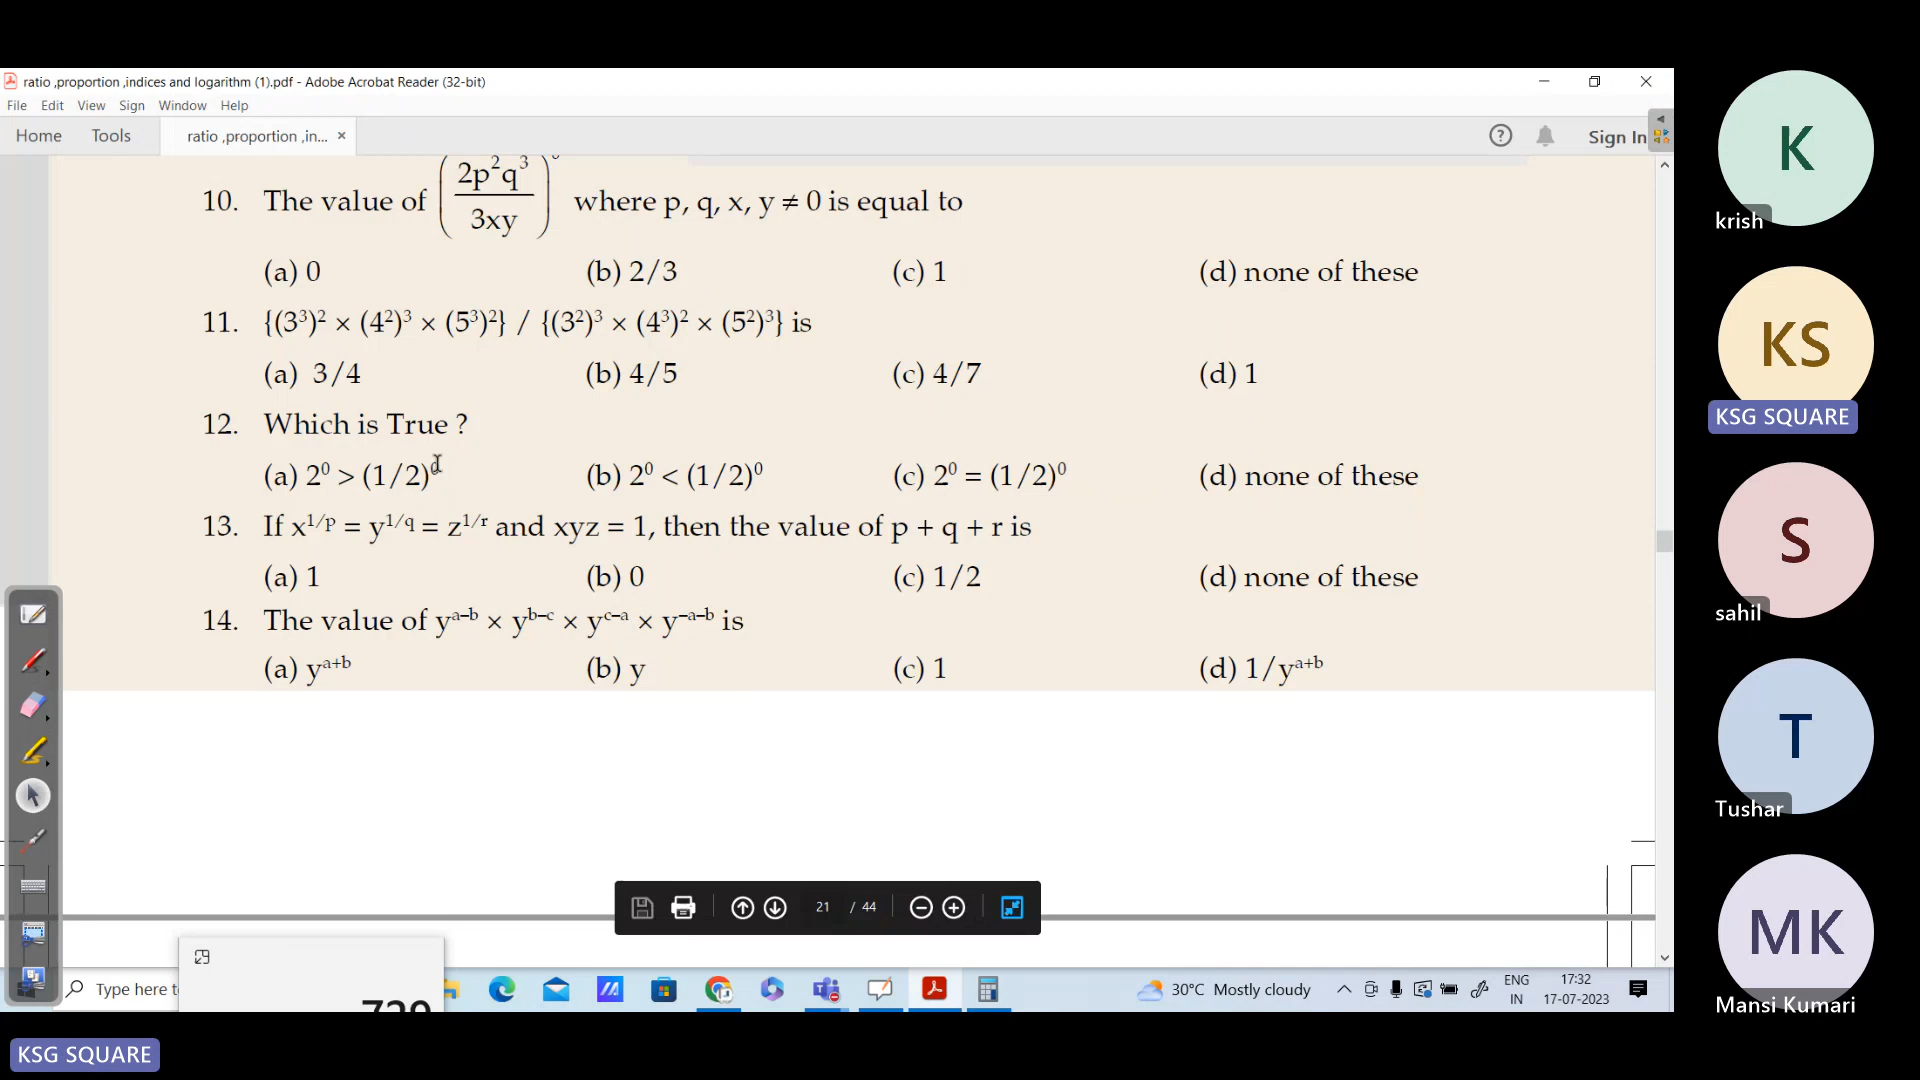 ratio ,proportion ,indices and logarithm (1).pdf - Adobe Acrobat Reader (32-bit)
File Edit View Sign Window Help
Home Tools ratio ,proportion ,in... × Sign In
10. The value of (2p²q³/3xy) where p, q, x, y ≠ 0 is equal to
(a) 0 (b) 2/3 (c) 1 (d) none of these
11. {(3³)² × (4²)³ × (5³)²} / {(3²)³ × (4³)² × (5²)³} is
(a) 3/4 (b) 4/5 (c) 4/7 (d) 1
12. Which is True ?
(a) 2⁰ > (1/2)⁰ (b) 2⁰ < (1/2)⁰ (c) 2⁰ = (1/2)⁰ (d) none of these
13. If x^1/p = y^1/q = z^1/r and xyz = 1, then the value of p + q + r is
(a) 1 (b) 0 (c) 1/2 (d) none of these
14. The value of y^a–b × y^b–c × y^c–a × y^–a–b is
(a) y^a+b (b) y (c) 1 (d) 1/y^a+b
21 / 44
Type here t
30°C Mostly cloudy
ENG
IN
17:32
17-07-2023
K
krish
KS
KSG SQUARE
S
sahil
T
Tushar
MK
Mansi Kumari
KSG SQUARE